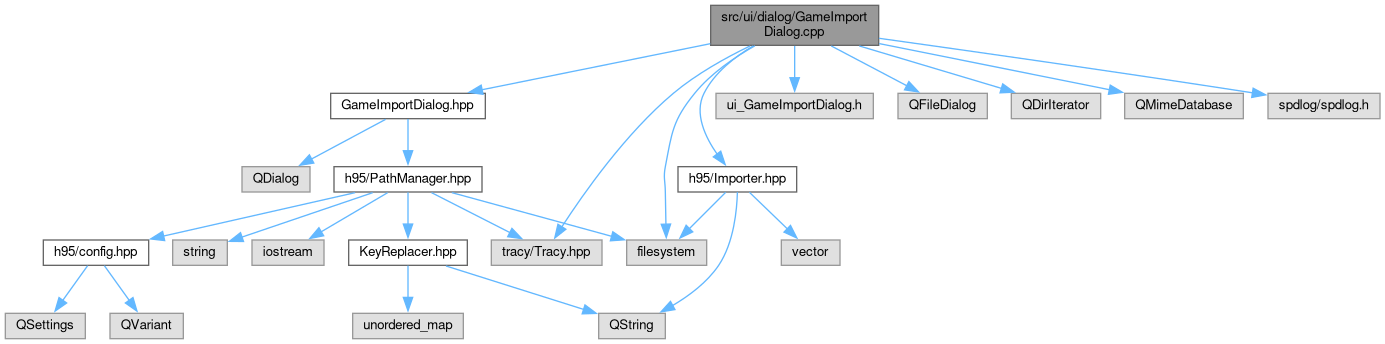 src/ui/dialog/GameImport
Dialog.cpp
GameImportDialog.hpp
ui_GameImportDialog.h
QFileDialog
QDirIterator
QMimeDatabase
spdlog/spdlog.h
QDialog
h95/PathManager.hpp
h95/Importer.hpp
h95/config.hpp
string
iostream
KeyReplacer.hpp
tracy/Tracy.hpp
filesystem
vector
QSettings
QVariant
unordered_map
QString